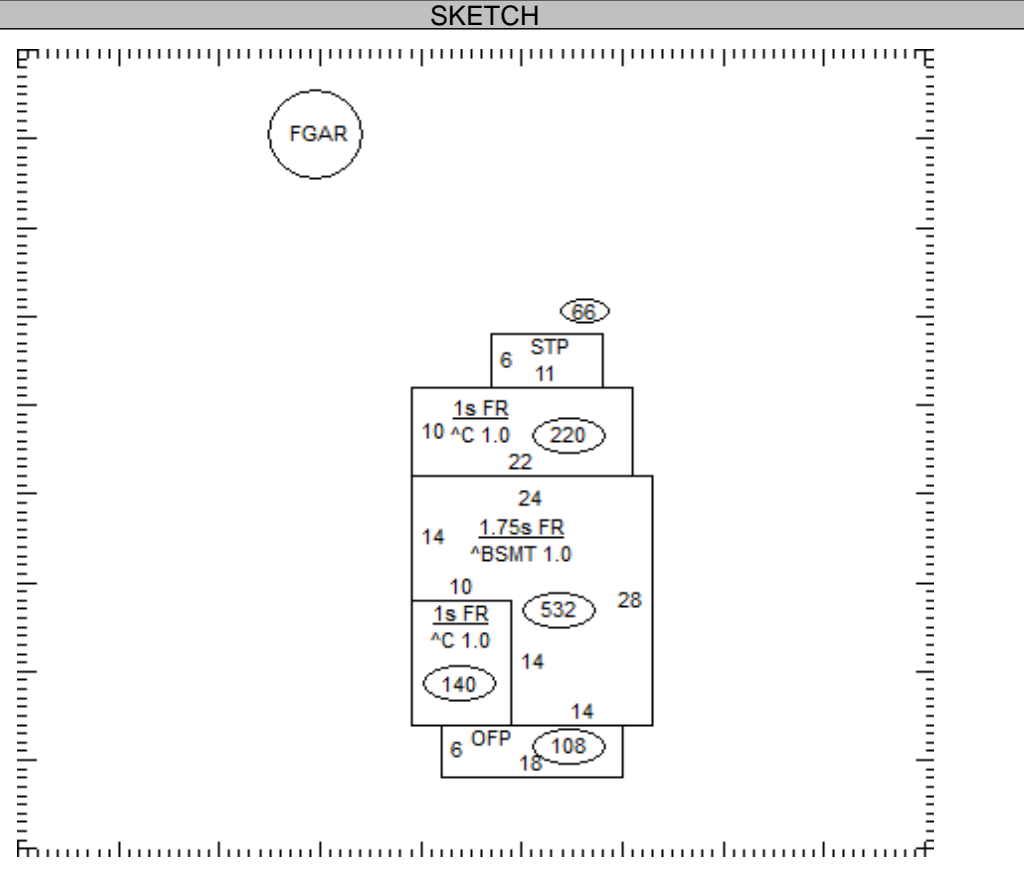 SKETCH
FGAR
66
STP
6
11
1s FR
10 ^C 1.0 220
22
24
1.75s FR
14
^BSMT 1.0
10
532 28
1s FR
^C 1.0
14
140
14
OFP 108
6
18